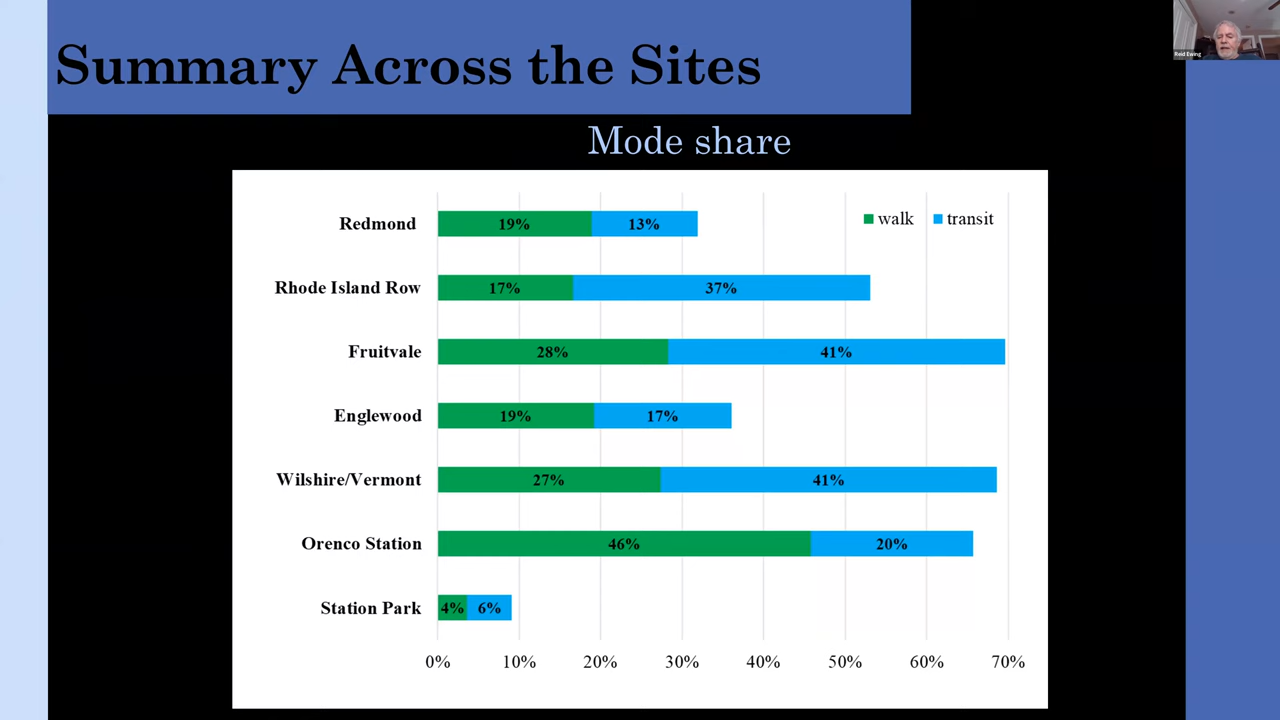 Summary Across the Sites
Reid Ewing
Mode share
walk transit
Redmond 19% 13%
Rhode Island Row 17% 37%
Fruitvale 28% 41%
Englewood 19% 17%
Wilshire/Vermont 27% 41%
Orenco Station 46% 20%
Station Park 4% 6%
0% 10% 20% 30% 40% 50% 60% 70%